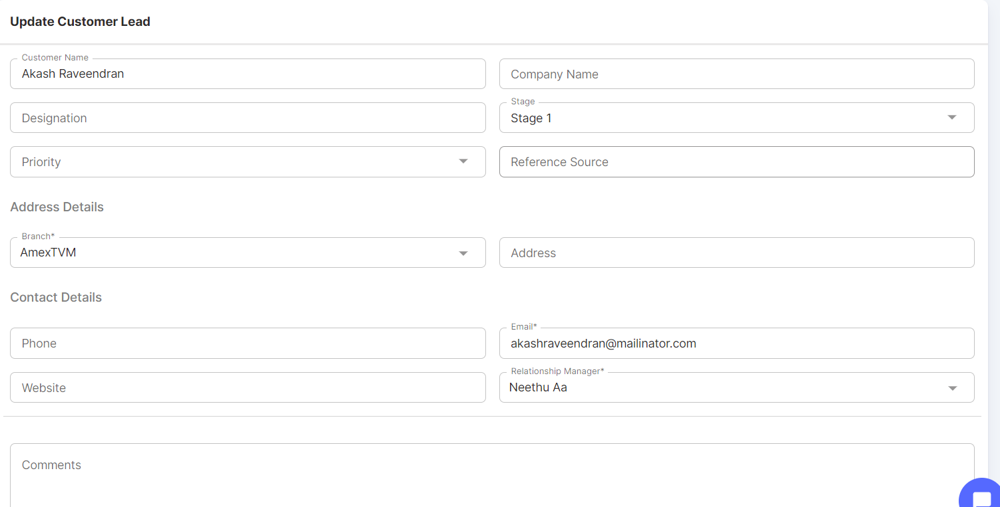 Update Customer Lead
Customer Name
Akash Raveendran
Company Name
Designation
Stage
Stage 1
Priority
Reference Source
Address Details
Branch*
AmexTVM
Address
Contact Details
Phone
Email*
akashraveendran@mailinator.com
Website
Relationship Manager*
Neethu Aa
Comments